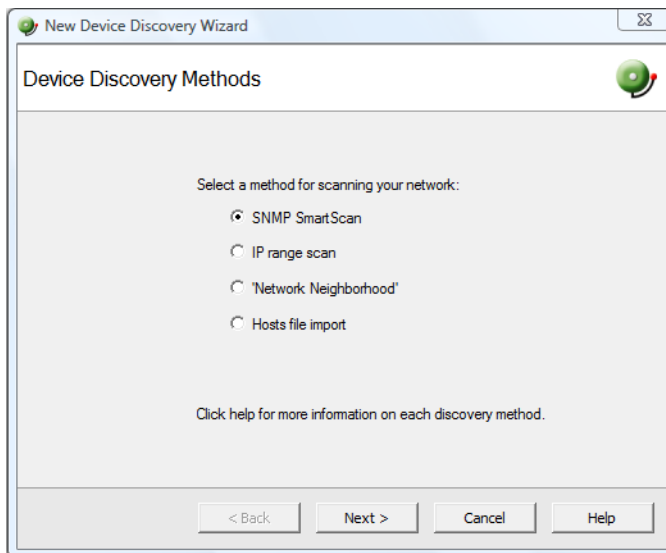 New Device Discovery Wizard
Device Discovery Methods
Select a method for scanning your network:
SNMP SmartScan
IP range scan
'Network Neighborhood'
Hosts file import
Click help for more information on each discovery method.
< Back
Next >
Cancel
Help